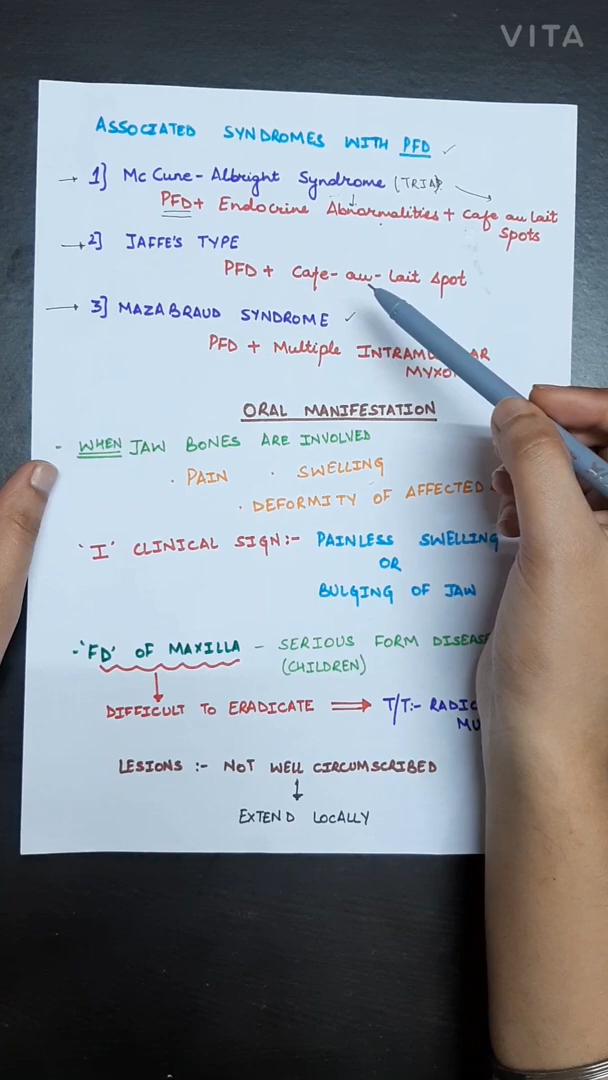 VITA
ASSOCIATED SYNDROMES WITH PFD
→ 1] Mc Cune-Albright Syndrome (TRIA
PFD + Endocrine Abnormalities + Cafe au lait
spots
→ 2] JAFFE'S TYPE
PFD + Cafe-au-lait spot
→ 3] MAZABRAUD SYNDROME ✓
PFD + Multiple
ORAL MANIFESTATION
- WHEN JAW BONES ARE INVOLVED
· PAIN · SWELLING
· DEFORMITY OF AFFECTED
'I' CLINICAL SIGN:- PAINLESS SWELLING
OR
BULGING OF JAW
-'FD' OF MAXILLA - SERIOUS FORM DISEASE
(CHILDREN)
DIFFICULT TO ERADICATE ⇒ T/T:-
LESIONS :- NOT WELL CIRCUMSCRIBED
↓
EXTEND LOCALLY